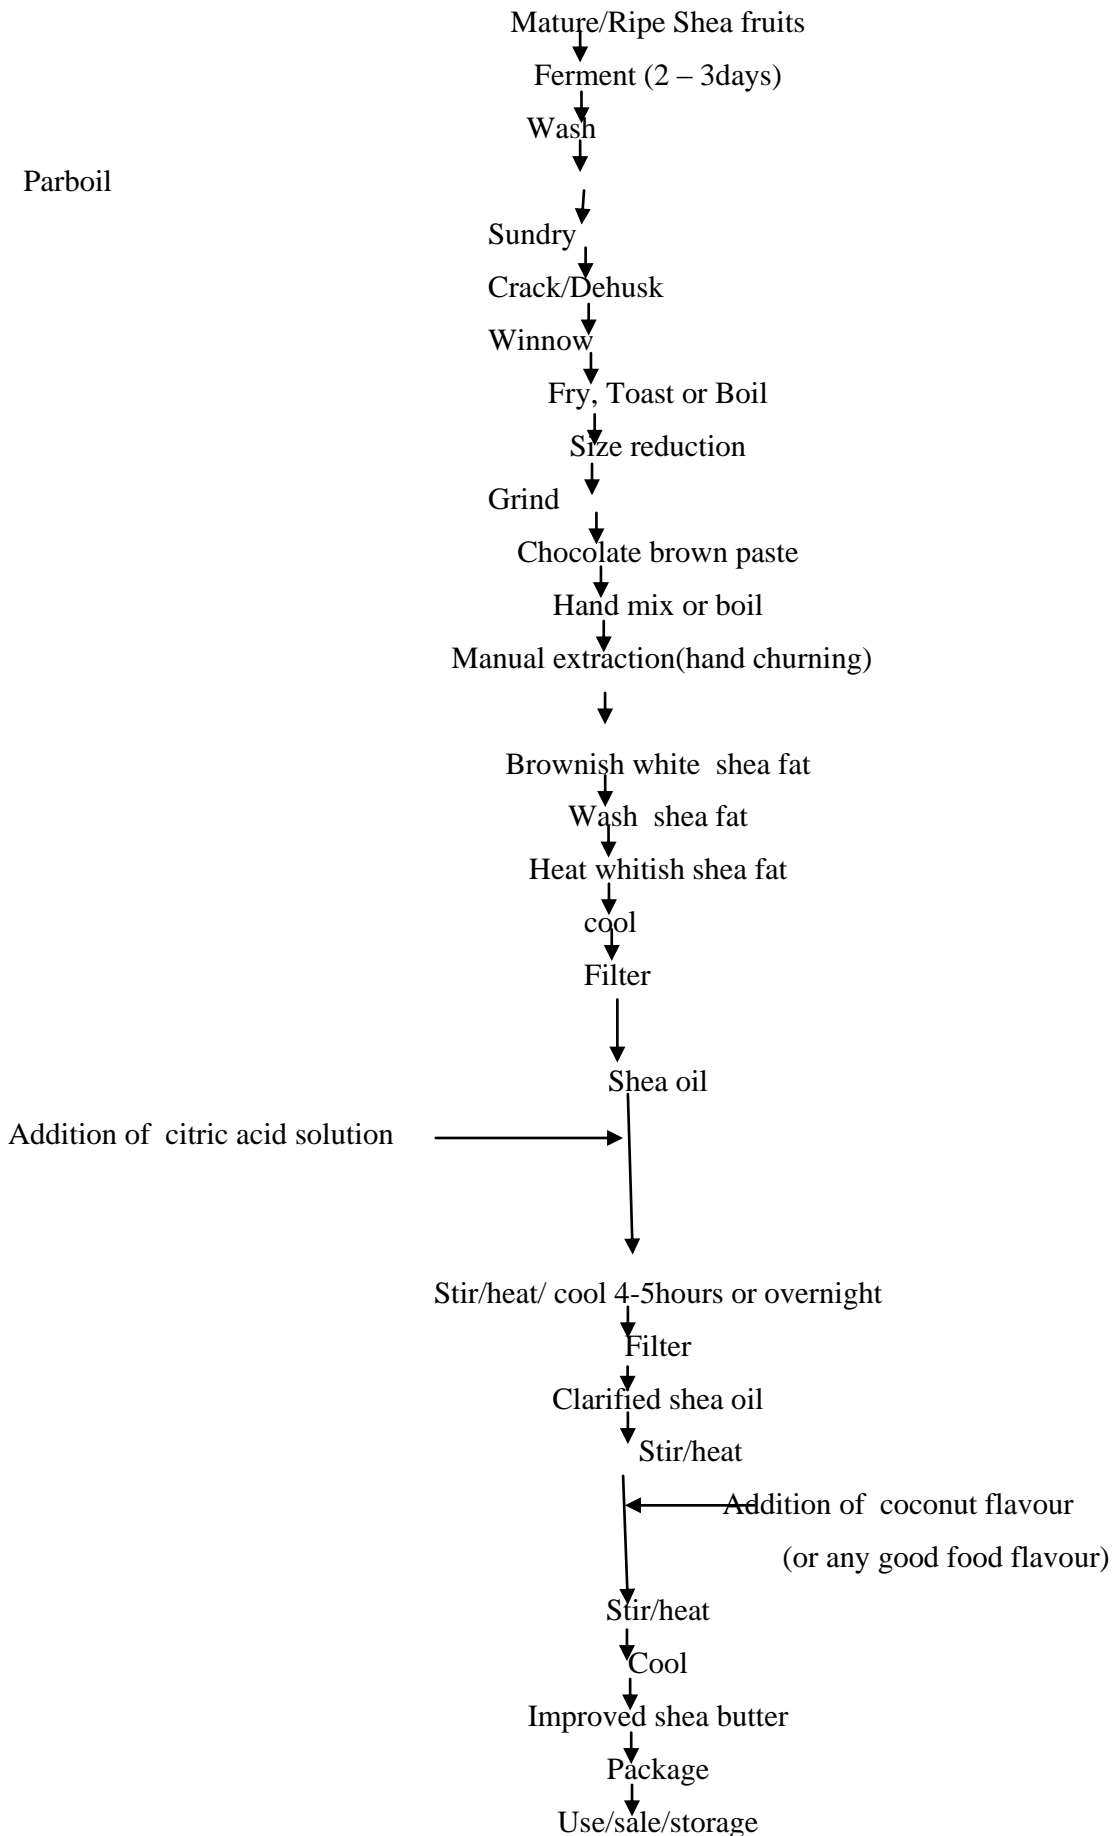 Mature/Ripe Shea fruits
Ferment (2 – 3days)
Wash
Parboil
Sundry
Crack/Dehusk
Winnow
Fry, Toast or Boil
Size reduction
Grind
Chocolate brown paste
Hand mix or boil
Manual extraction(hand churning)
Brownish white  shea fat
Wash  shea fat
Heat whitish shea fat
cool
Filter
Shea oil
Addition of  citric acid solution
Stir/heat/ cool 4-5hours or overnight
Filter
Clarified shea oil
Stir/heat
Addition of  coconut flavour
(or any good food flavour)
Stir/heat
Cool
Improved shea butter
Package
Use/sale/storage